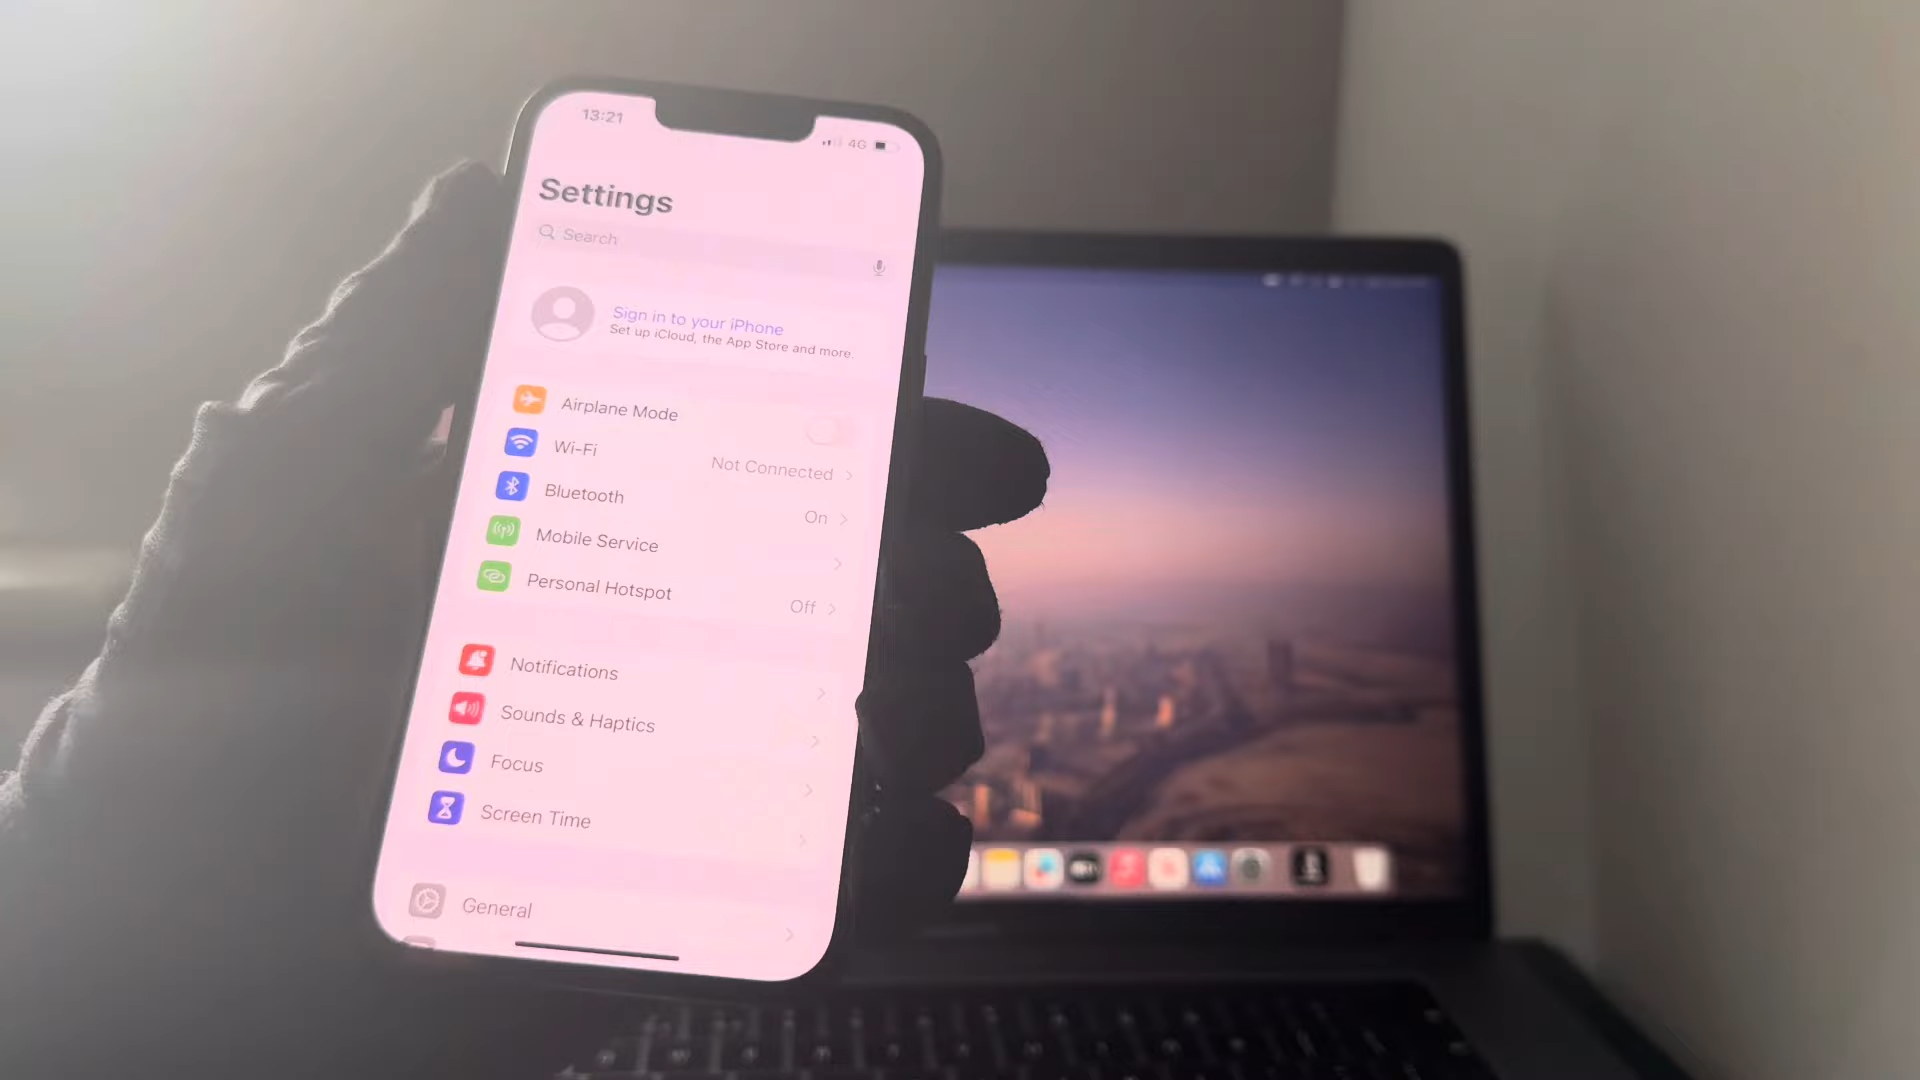 13:21
4G
Settings
Search
Sign in to your iPhone
Set up iCloud, the App Store and more.
Airplane Mode
Wi-Fi
Not Connected
Bluetooth
On
Mobile Service
Personal Hotspot
Off
Notifications
Sounds & Haptics
Focus
Screen Time
General